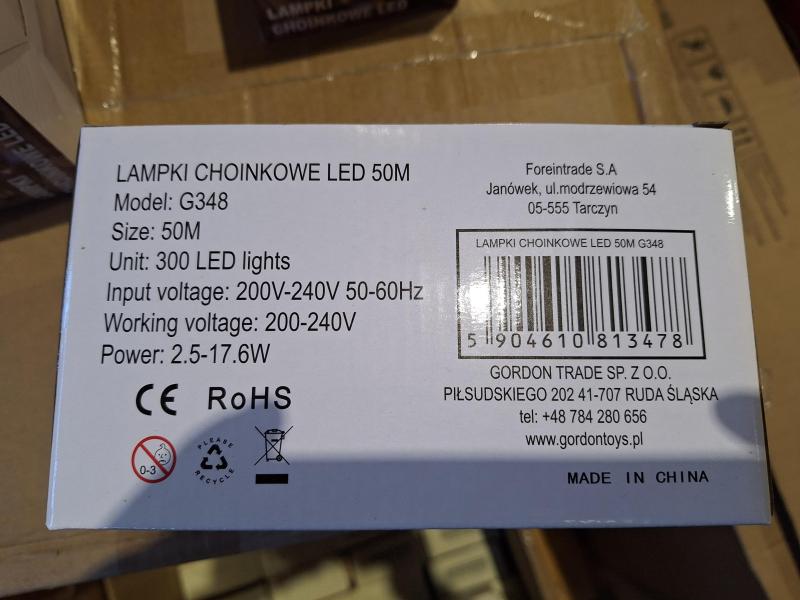 LAMPKI
CHOINKOWE LED
LAMPKI CHOINKOWE LED 50M
Model: G348
Size: 50M
Unit: 300 LED lights
Input voltage: 200V-240V 50-60Hz
Working voltage: 200-240V
Power: 2.5-17.6W
CE RoHS
0-3
PLEASE RECYCLE
Foreintrade S.A
Janówek, ul.modrzewiowa 54
05-555 Tarczyn
LAMPKI CHOINKOWE LED 50M G348
5 904610 813478
GORDON TRADE SP. Z O.O.
PIŁSUDSKIEGO 202 41-707 RUDA ŚLĄSKA
tel: +48 784 280 656
www.gordontoys.pl
MADE IN CHINA